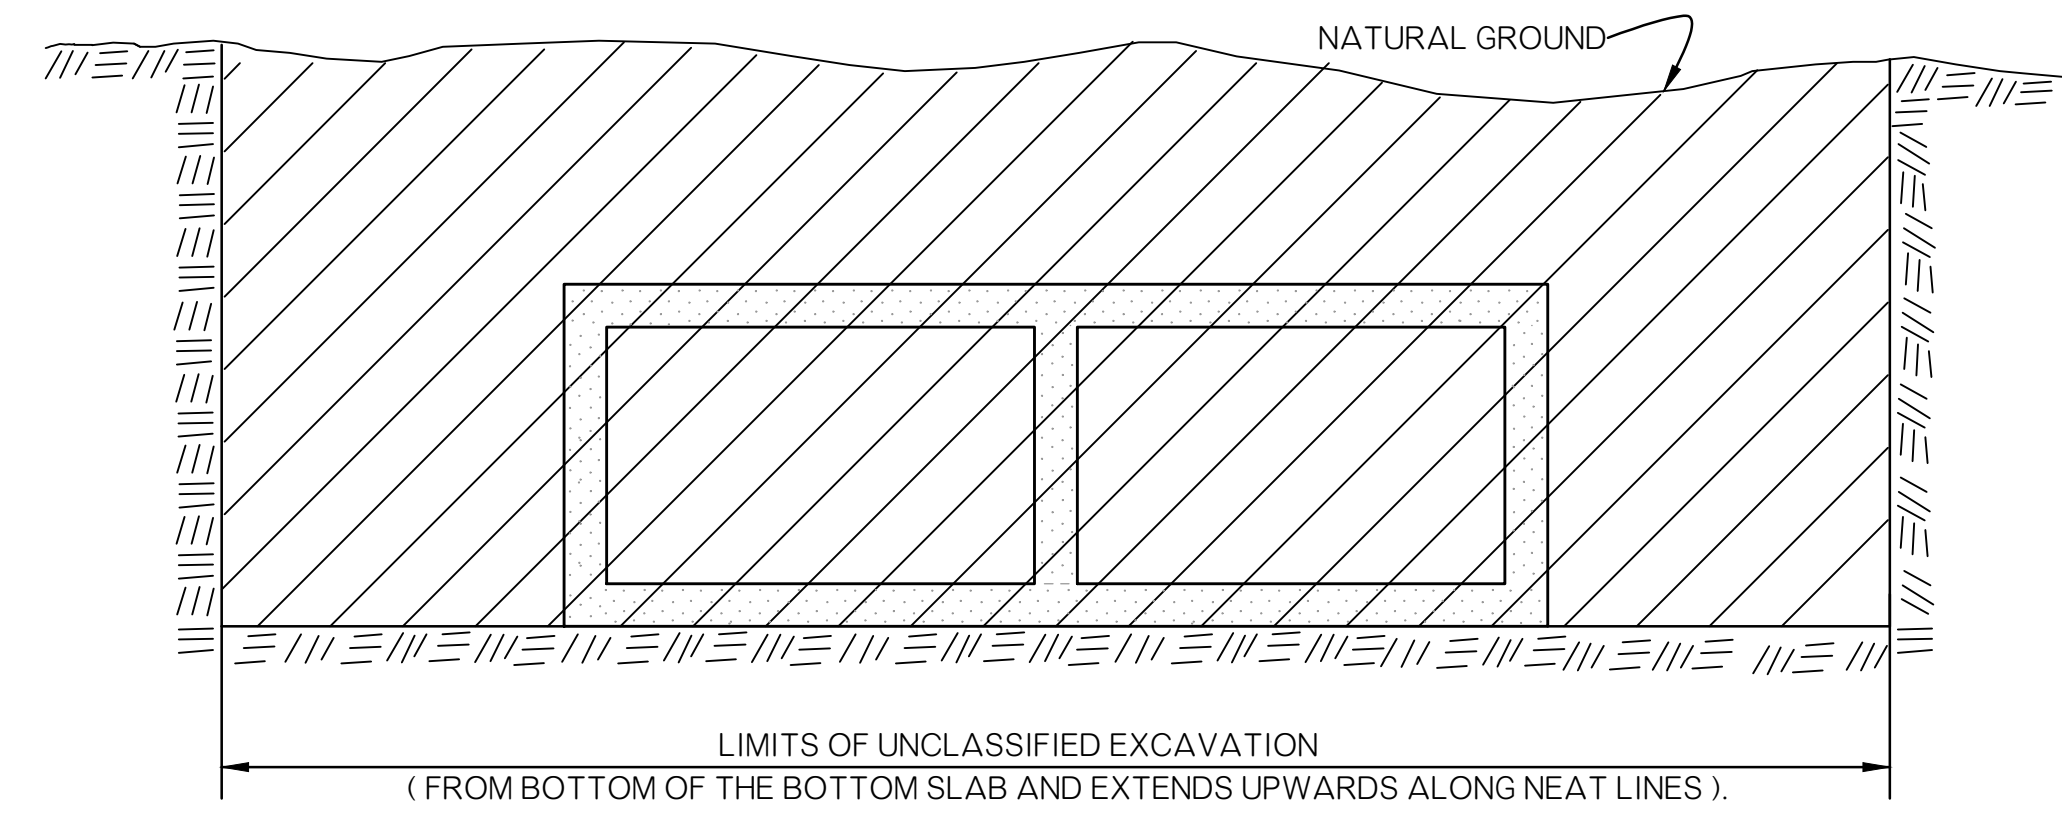 NATURAL GROUND
LIMITS OF UNCLASSIFIED EXCAVATION
( FROM BOTTOM OF THE BOTTOM SLAB AND EXTENDS UPWARDS ALONG NEAT LINES ).